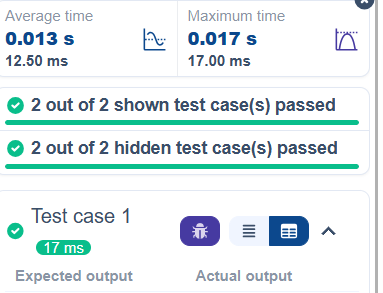 Average time
Maximum time
0.013 s
0.017 s
12.50 ms
17.00 ms
2 out of 2 shown test case(s) passed
2 out of 2 hidden test case(s) passed
Test case 1
17 ms
Expected output
Actual output